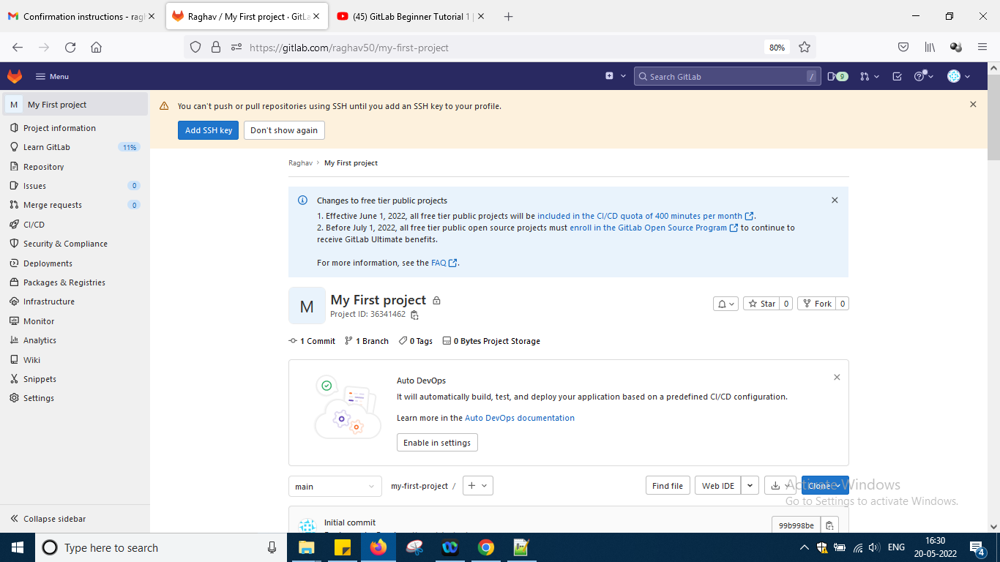 Confirmation instructions - rag
Raghav / My First project · GitLa
(45) GitLab Beginner Tutorial 1 |
https://gitlab.com/raghav50/my-first-project
80%
Menu
Search GitLab
/
9
M
My First project
Project information
Learn GitLab
11%
Repository
Issues
0
Merge requests
0
CI/CD
Security & Compliance
Deployments
Packages & Registries
Infrastructure
Monitor
Analytics
Wiki
Snippets
Settings
Collapse sidebar
You can't push or pull repositories using SSH until you add an SSH key to your profile.
Add SSH key
Don't show again
Raghav > My First project
Changes to free tier public projects
1. Effective June 1, 2022, all free tier public projects will be included in the CI/CD quota of 400 minutes per month.
2. Before July 1, 2022, all free tier public open source projects must enroll in the GitLab Open Source Program to continue to
receive GitLab Ultimate benefits.
For more information, see the FAQ.
M
My First project
Project ID: 36341462
Star 0
Fork 0
1 Commit
1 Branch
0 Tags
0 Bytes Project Storage
Auto DevOps
It will automatically build, test, and deploy your application based on a predefined CI/CD configuration.
Learn more in the Auto DevOps documentation
Enable in settings
main
my-first-project /
Find file
Web IDE
Clone
Activate Windows
Go to Settings to activate Windows.
Initial commit
99b998be
Type here to search
ENG
16:30
20-05-2022
4